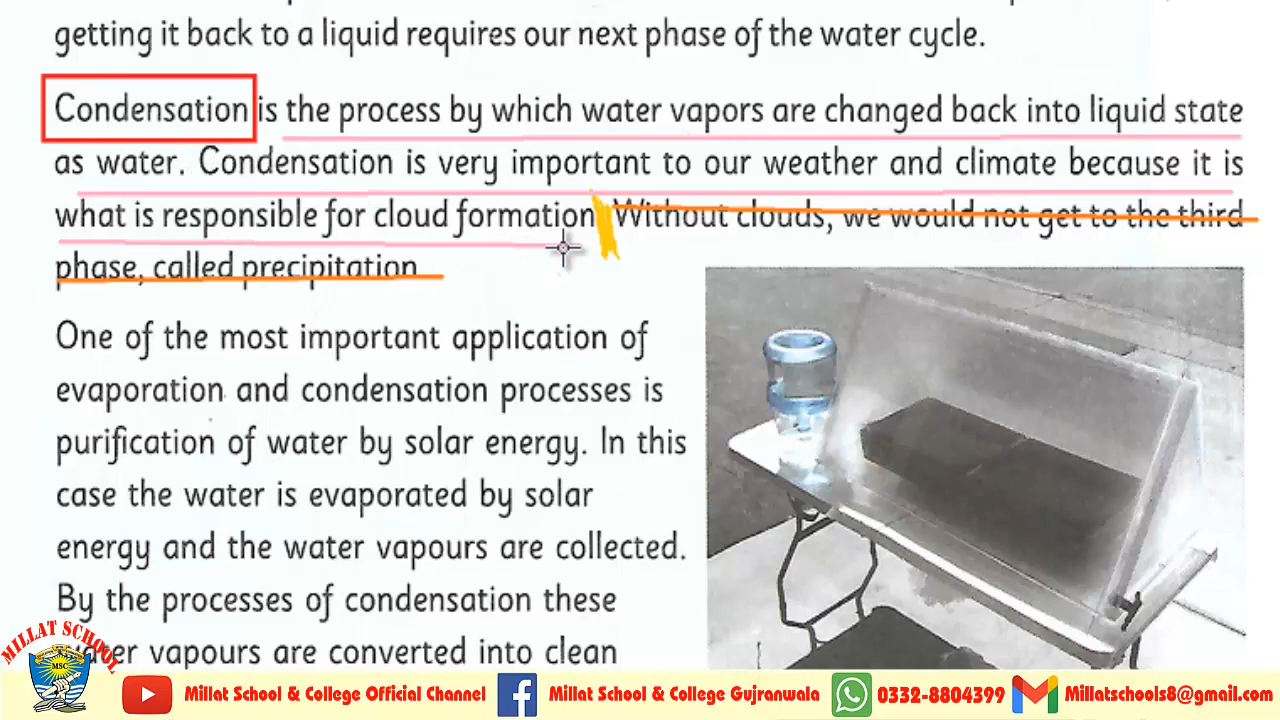 getting it back to a liquid requires our next phase of the water cycle.
Condensation is the process by which water vapors are changed back into liquid state
as water. Condensation is very important to our weather and climate because it is
what is responsible for cloud formation. Without clouds, we would not get to the third
phase, called precipitation
One of the most important application of
evaporation and condensation processes is
purification of water by solar energy. In this
case the water is evaporated by solar
energy and the water vapours are collected.
By the processes of condensation these
water vapours are converted into clean
MILLAT SCHOOL
MSC
Millat School & College Official Channel
Millat School & College Gujranwala
0332-8804399
Millatschools8@gmail.com